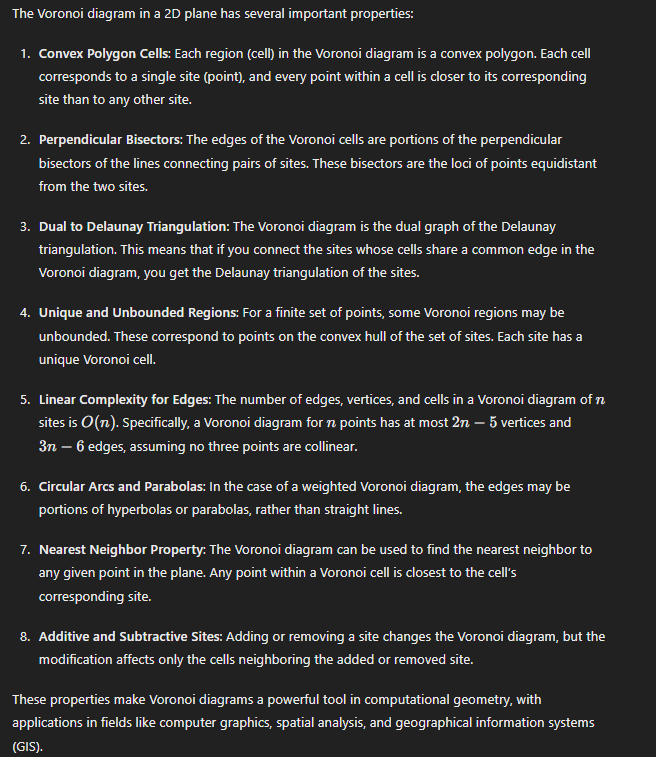 The Voronoi diagram in a 2D plane has several important properties:
1. Convex Polygon Cells: Each region (cell) in the Voronoi diagram is a convex polygon. Each cell
corresponds to a single site (point), and every point within a cell is closer to its corresponding
site than to any other site.
2. Perpendicular Bisectors: The edges of the Voronoi cells are portions of the perpendicular
bisectors of the lines connecting pairs of sites. These bisectors are the loci of points equidistant
from the two sites.
3. Dual to Delaunay Triangulation: The Voronoi diagram is the dual graph of the Delaunay
triangulation. This means that if you connect the sites whose cells share a common edge in the
Voronoi diagram, you get the Delaunay triangulation of the sites.
4. Unique and Unbounded Regions: For a finite set of points, some Voronoi regions may be
unbounded. These correspond to points on the convex hull of the set of sites. Each site has a
unique Voronoi cell.
5. Linear Complexity for Edges: The number of edges, vertices, and cells in a Voronoi diagram of n
sites is O(n). Specifically, a Voronoi diagram for n points has at most 2n − 5 vertices and
3n − 6 edges, assuming no three points are collinear.
6. Circular Arcs and Parabolas: In the case of a weighted Voronoi diagram, the edges may be
portions of hyperbolas or parabolas, rather than straight lines.
7. Nearest Neighbor Property: The Voronoi diagram can be used to find the nearest neighbor to
any given point in the plane. Any point within a Voronoi cell is closest to the cell's
corresponding site.
8. Additive and Subtractive Sites: Adding or removing a site changes the Voronoi diagram, but the
modification affects only the cells neighboring the added or removed site.
These properties make Voronoi diagrams a powerful tool in computational geometry, with
applications in fields like computer graphics, spatial analysis, and geographical information systems
(GIS).